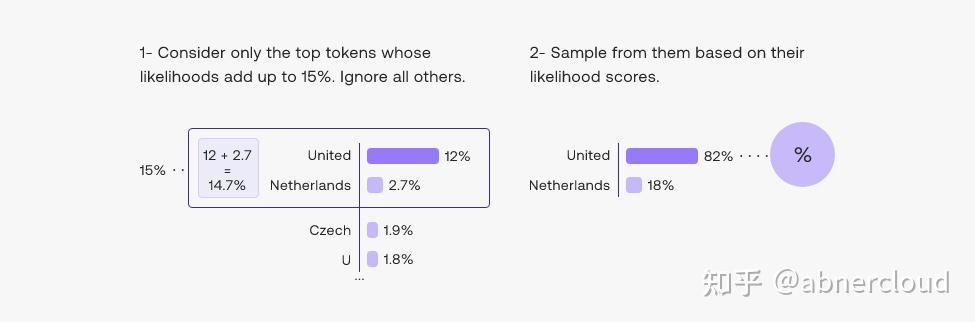 1- Consider only the top tokens whose
likelihoods add up to 15%. Ignore all others.
2- Sample from them based on their
likelihood scores.
15% ··
12 + 2.7
=
14.7%
United 12%
Netherlands 2.7%
Czech 1.9%
U 1.8%
...
United 82% ···· %
Netherlands 18%
知乎 @abnercloud